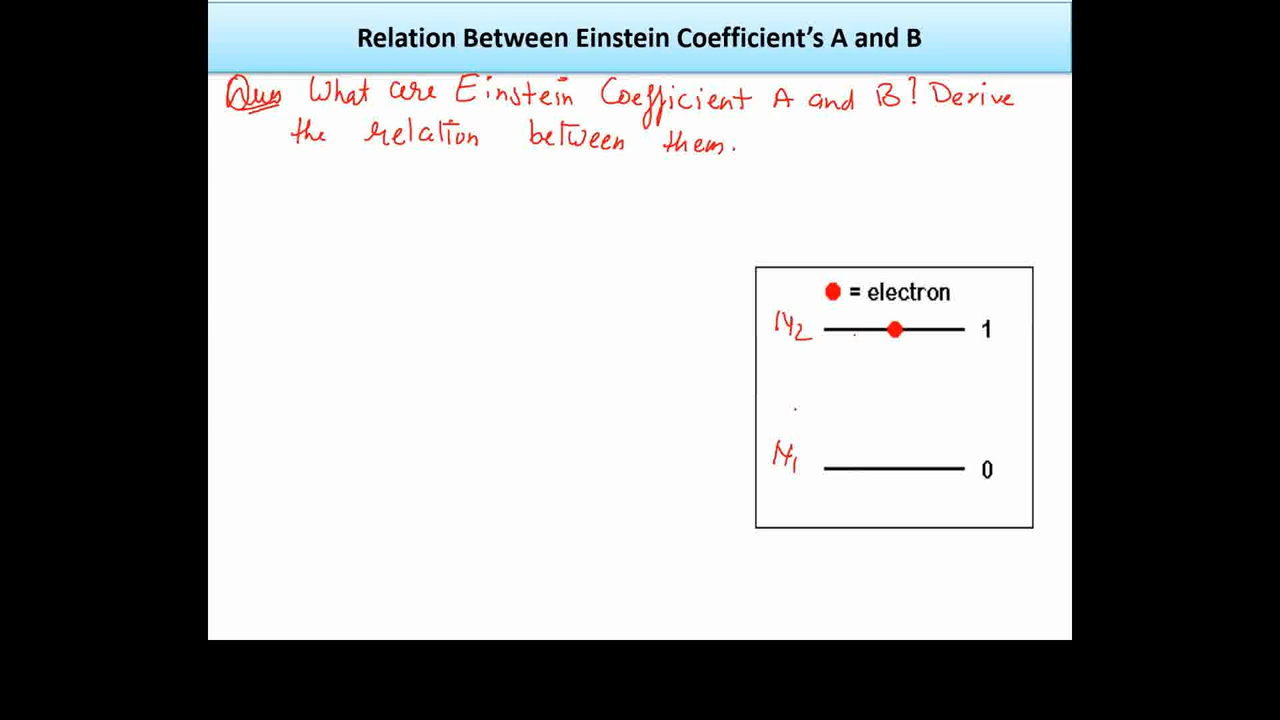 Relation Between Einstein Coefficient's A and B
Ques What are Einstein Coefficient A and B? Derive
the relation between them.
= electron
N2 1
N1 0